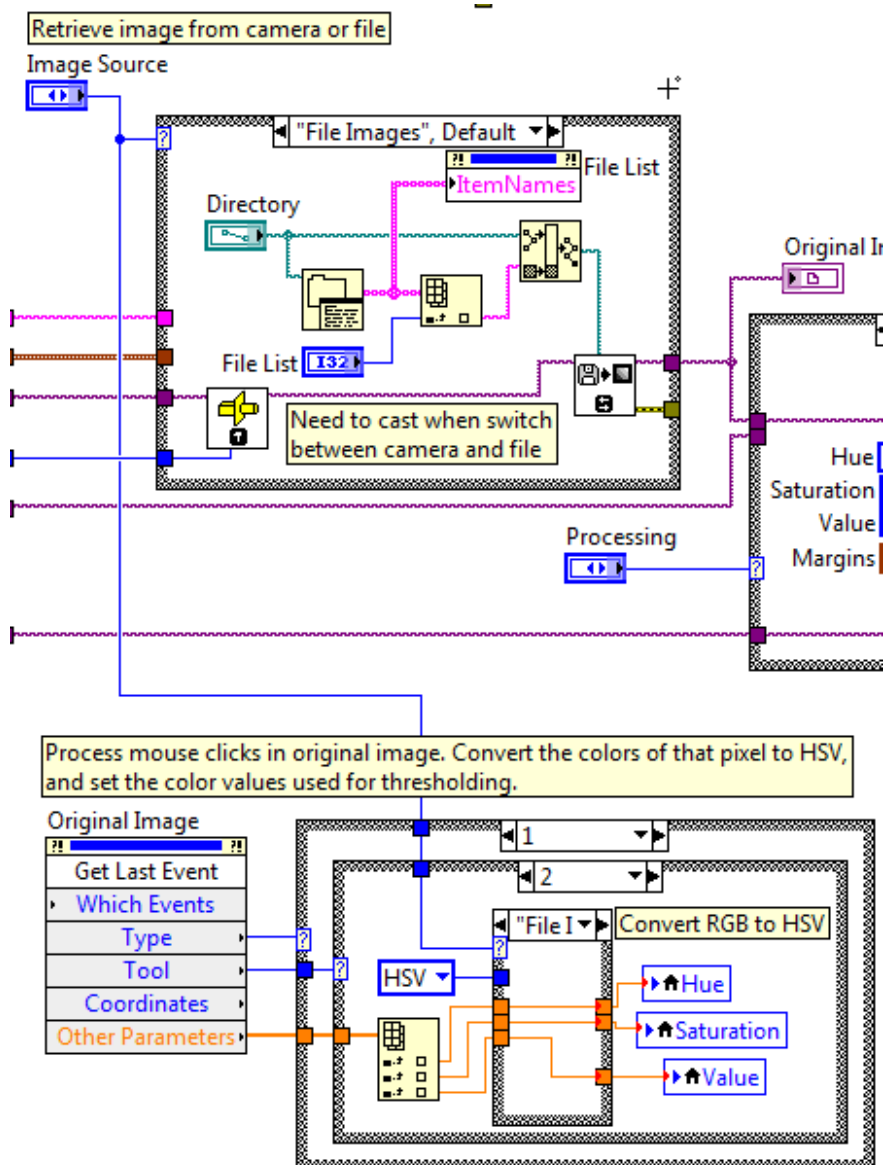 Retrieve image from camera or file
Image Source
"File Images", Default
File List
ItemNames
Directory
Original
File List
I32
Need to cast when switch
between camera and file
Hue
Saturation
Value
Margins
Processing
Process mouse clicks in original image. Convert the colors of that pixel to HSV,
and set the color values used for thresholding.
Original Image
Get Last Event
Which Events
Type
Tool
Coordinates
Other Parameters
1
2
"File I
Convert RGB to HSV
HSV
Hue
Saturation
Value